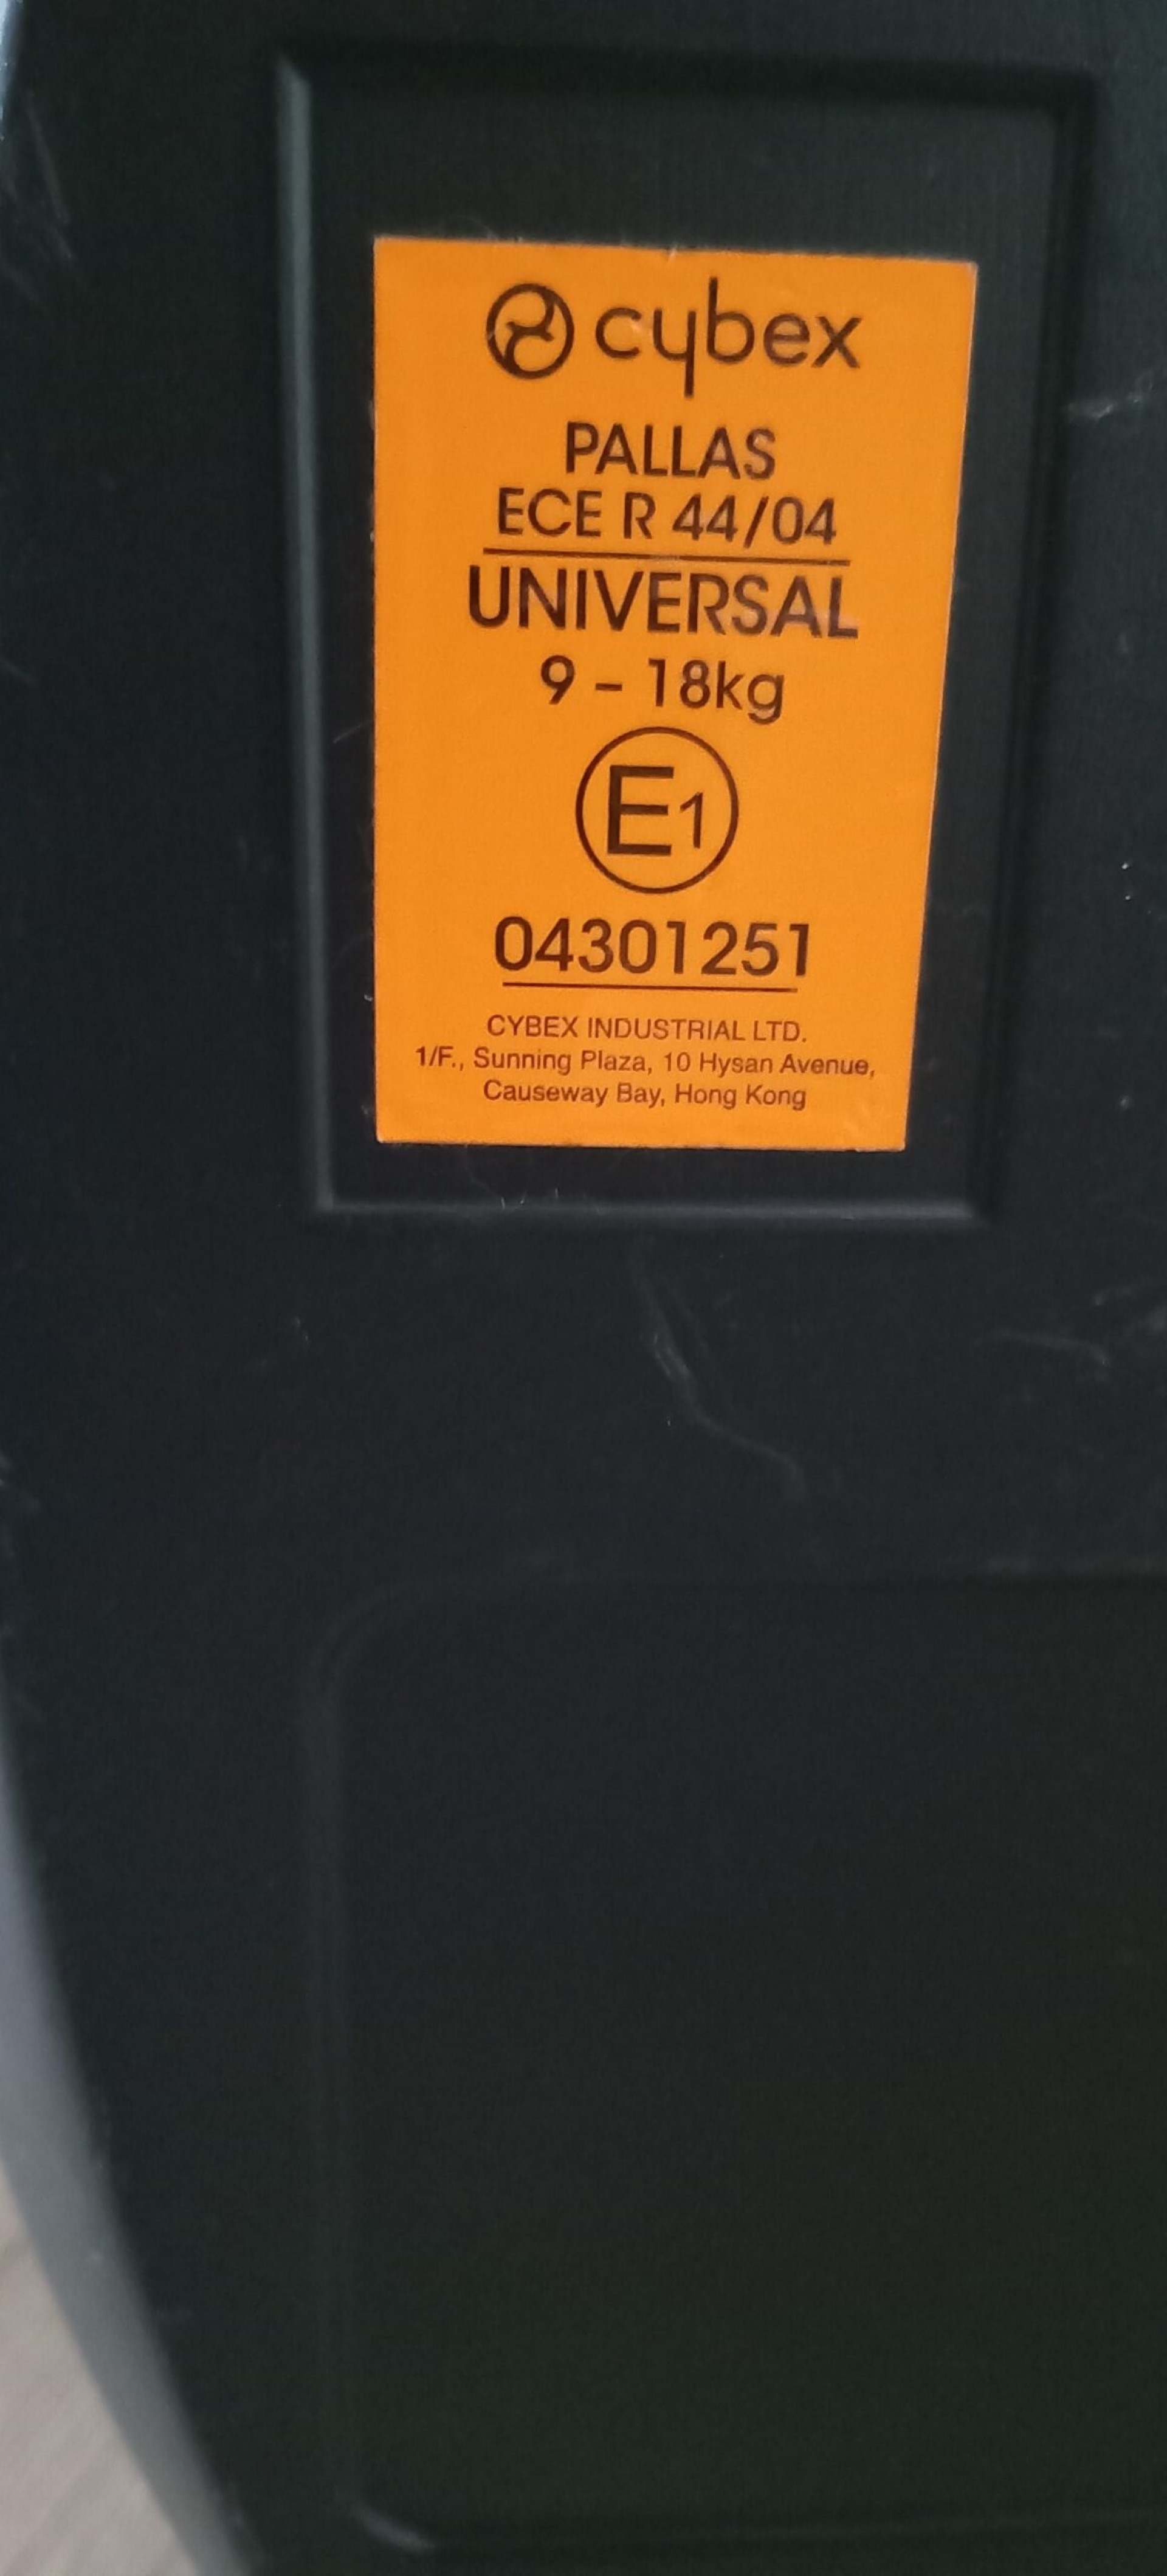 cybex
PALLAS
ECE R 44/04
UNIVERSAL
9 - 18kg
E1
04301251
CYBEX INDUSTRIAL LTD.
1/F., Sunning Plaza, 10 Hysan Avenue,
Causeway Bay, Hong Kong